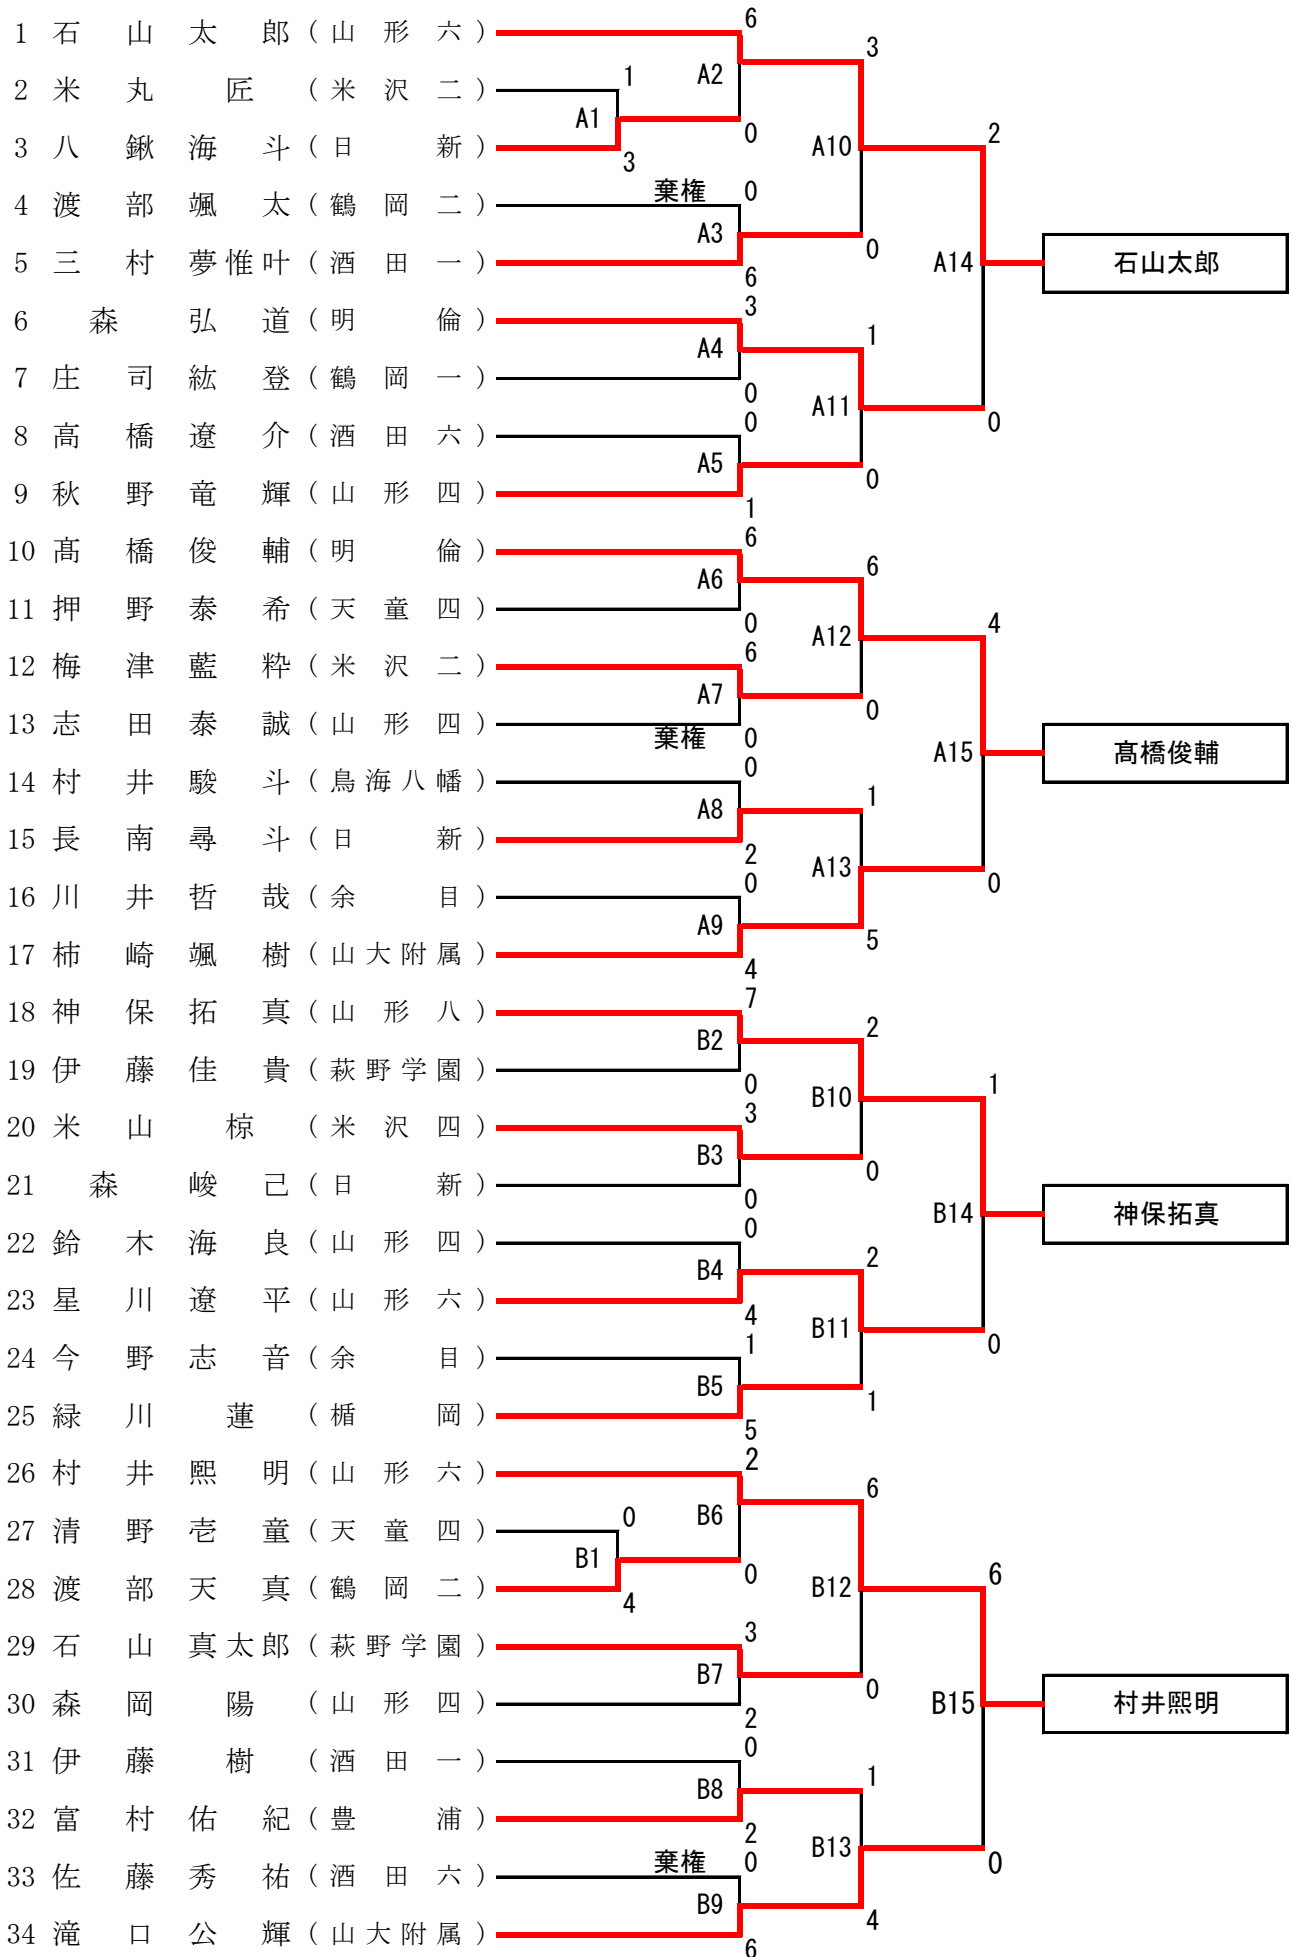 1 石山太郎（山形六）
2 米丸匠（米沢二）
3 八鍬海斗（日新）
4 渡部颯太（鶴岡二）
5 三村夢惟叶（酒田一）
6 森弘道（明倫）
7 庄司紘登（鶴岡一）
8 高橋遼介（酒田六）
9 秋野竜輝（山形四）
10 髙橋俊輔（明倫）
11 押野泰希（天童四）
12 梅津藍粋（米沢二）
13 志田泰誠（山形四）
14 村井駿斗（鳥海八幡）
15 長南尋斗（日新）
16 川井哲哉（余目）
17 柿崎颯樹（山大附属）
18 神保拓真（山形八）
19 伊藤佳貴（萩野学園）
20 米山椋（米沢四）
21 森峻己（日新）
22 鈴木海良（山形四）
23 星川遼平（山形六）
24 今野志音（余目）
25 緑川蓮（楯岡）
26 村井熙明（山形六）
27 清野壱童（天童四）
28 渡部天真（鶴岡二）
29 石山真太郎（萩野学園）
30 森岡陽（山形四）
31 伊藤樹（酒田一）
32 富村佑紀（豊浦）
33 佐藤秀祐（酒田六）
34 滝口公輝（山大附属）
1
A1
3
0
B1
4
6
A2
0
棄権 0
A3
6
3
A4
0
0
A5
1
6
A6
0
6
A7
棄権 0
0
A8
2
0
A9
4
7
B2
0
3
B3
0
0
B4
4
1
B5
5
2
B6
0
3
B7
2
0
B8
2
棄権 0
B9
6
3
A10
0
1
A11
0
6
A12
0
1
A13
5
2
B10
0
2
B11
1
6
B12
0
1
B13
4
2
A14
0
4
A15
0
1
B14
0
6
B15
0
石山太郎
髙橋俊輔
神保拓真
村井熙明